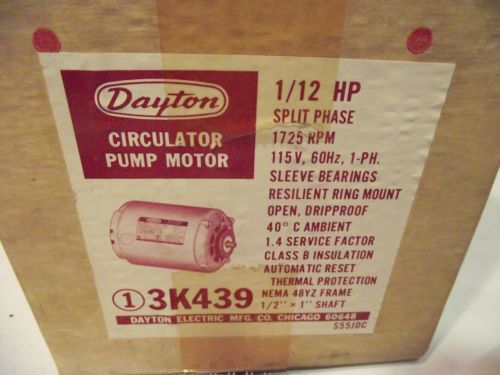 Dayton
CIRCULATOR
PUMP MOTOR
1/12 HP
SPLIT PHASE
1725 RPM
115V, 60Hz, 1-PH.
SLEEVE BEARINGS
RESILIENT RING MOUNT
OPEN, DRIPPROOF
40° C AMBIENT
1.4 SERVICE FACTOR
CLASS B INSULATION
AUTOMATIC RESET
THERMAL PROTECTION
NEMA 48YZ FRAME
1/2" × 1" SHAFT
① 3K439
DAYTON ELECTRIC MFG. CO. CHICAGO 60648
S55JDC